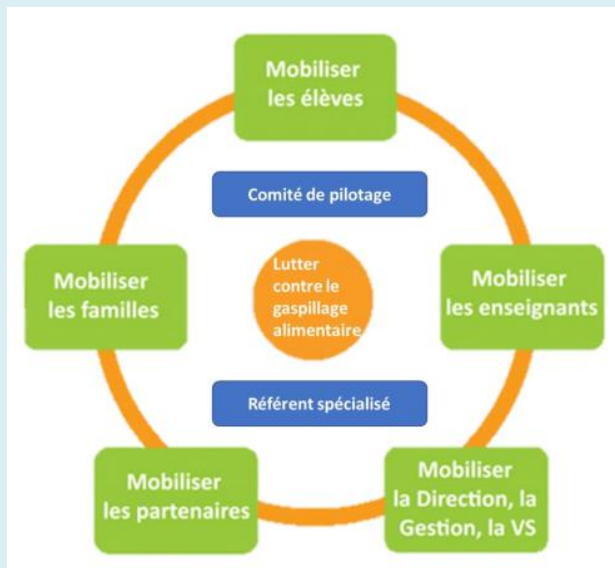 Mobiliser
les élèves
Comité de pilotage
Lutter
contre le
gaspillage
alimentaire
Mobiliser
les familles
Mobiliser
les enseignants
Référent spécialisé
Mobiliser
les partenaires
Mobiliser
la Direction, la
Gestion, la VS